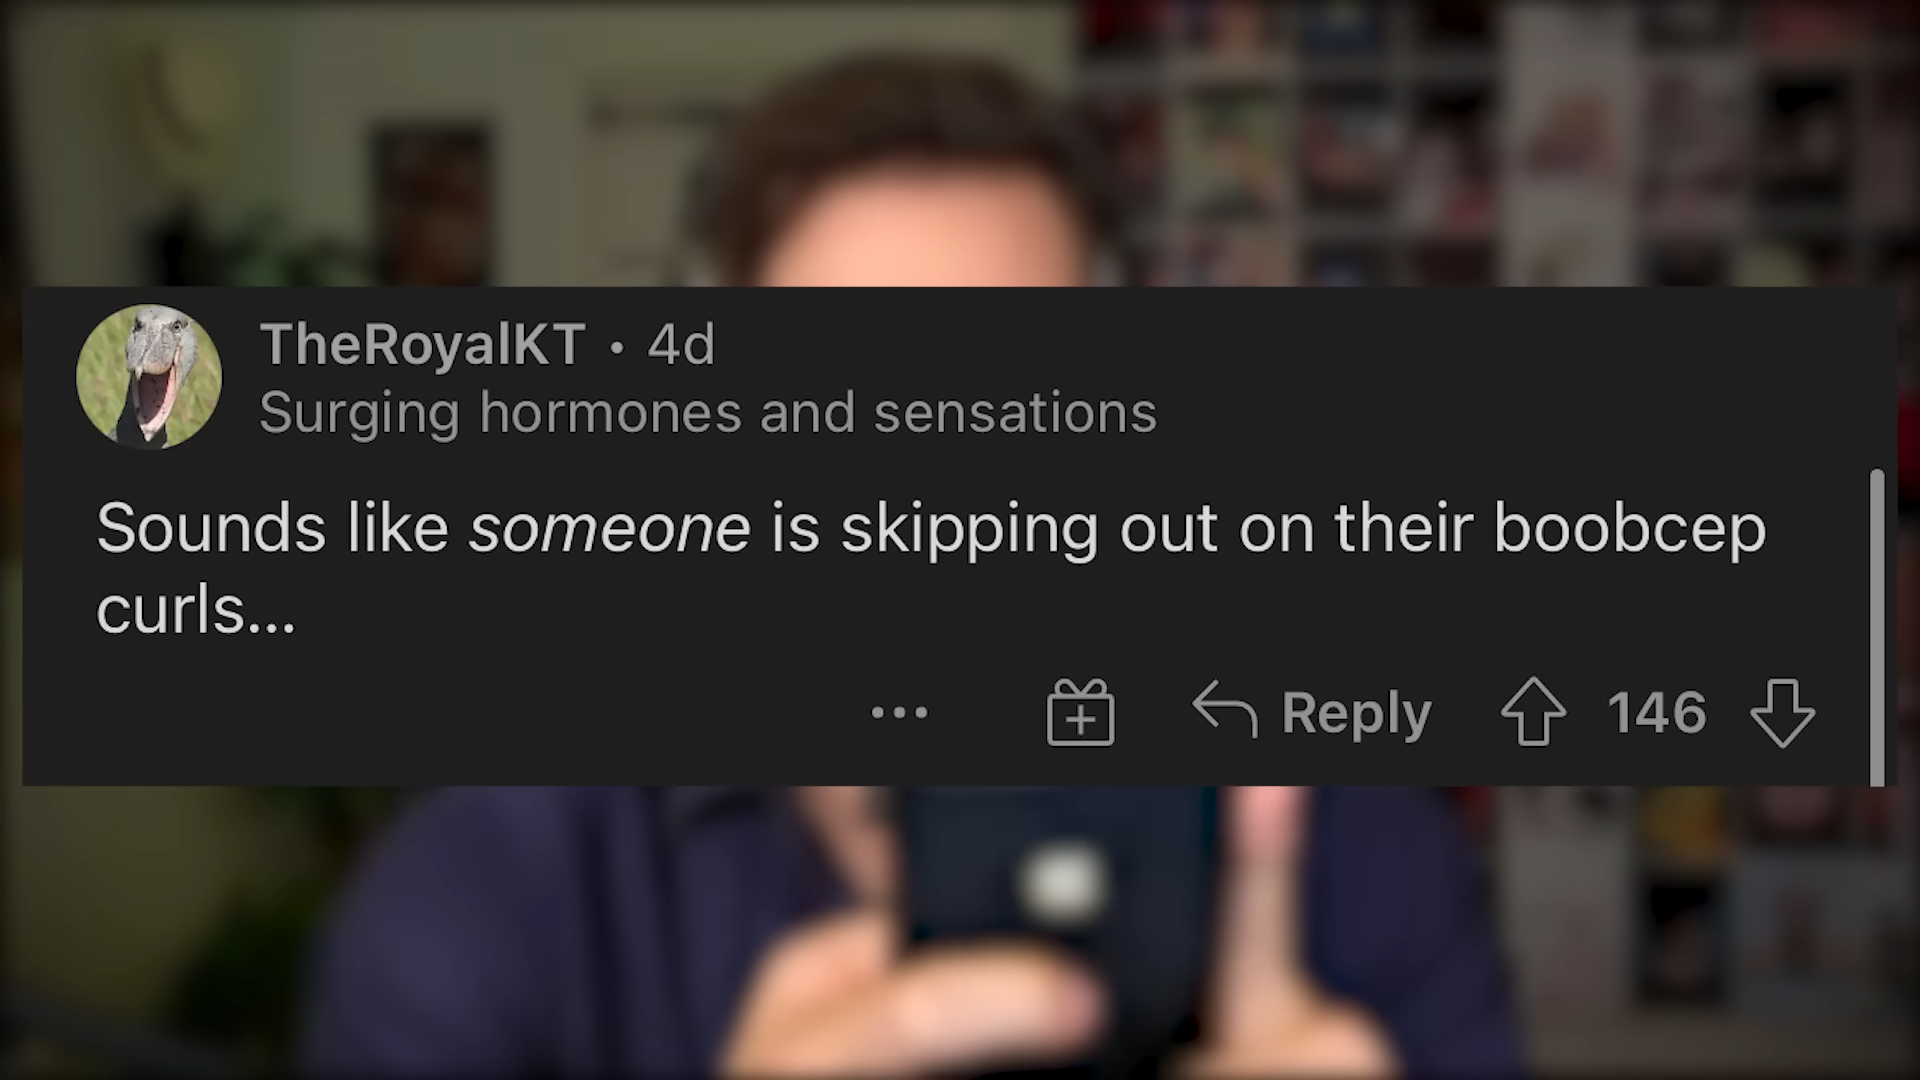 TheRoyalKT • 4d
Surging hormones and sensations
Sounds like someone is skipping out on their boobcep
curls...
Reply 146